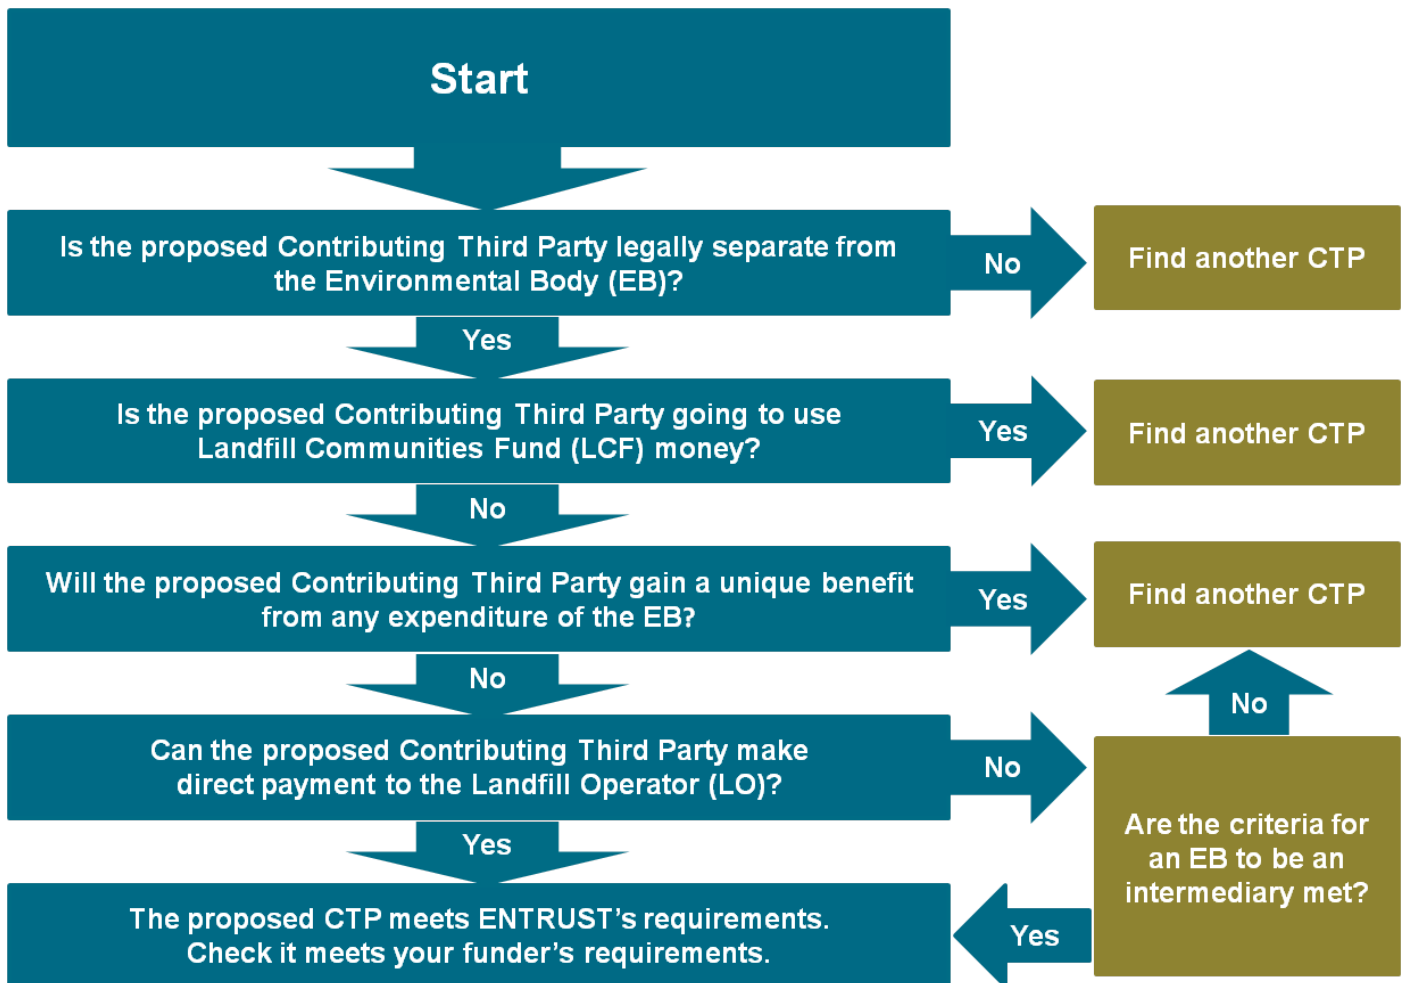 Start
Is the proposed Contributing Third Party legally separate from
the Environmental Body (EB)?
No
Find another CTP
Yes
Is the proposed Contributing Third Party going to use
Landfill Communities Fund (LCF) money?
Yes
Find another CTP
No
Will the proposed Contributing Third Party gain a unique benefit
from any expenditure of the EB?
Yes
Find another CTP
No
No
Can the proposed Contributing Third Party make
direct payment to the Landfill Operator (LO)?
No
Are the criteria for
an EB to be an
intermediary met?
Yes
Yes
The proposed CTP meets ENTRUST's requirements.
Check it meets your funder's requirements.